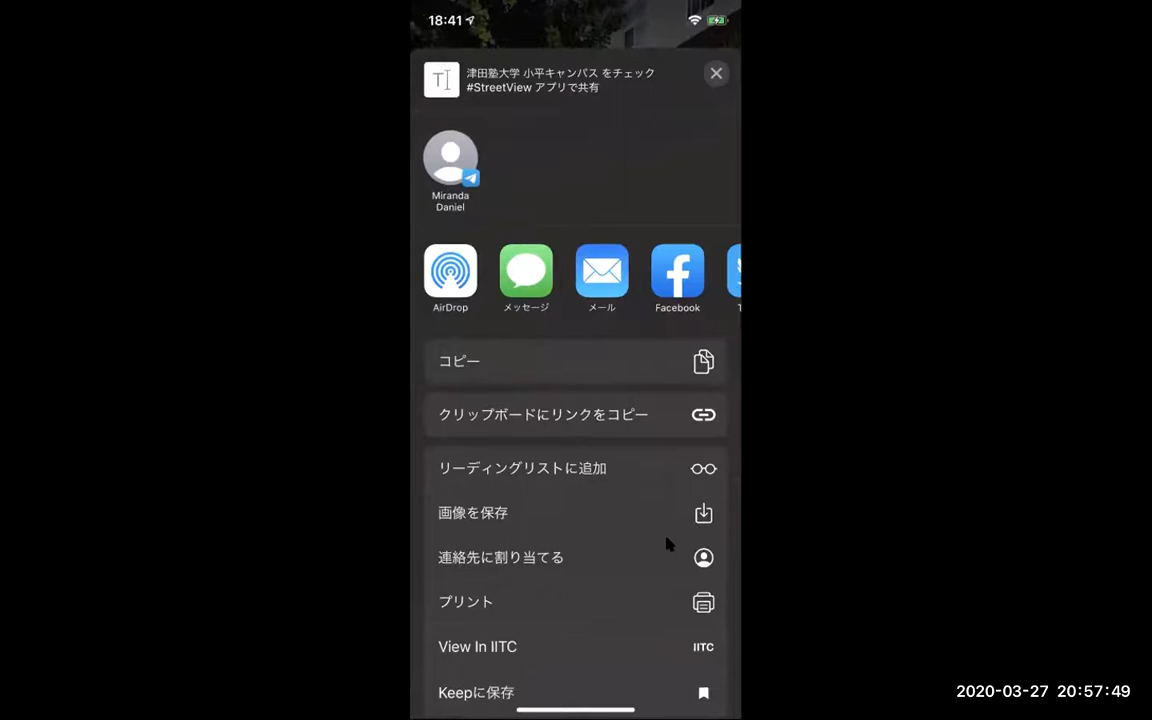 18:41
津田塾大学 小平キャンパス をチェック
#StreetView アプリで共有
Miranda
Daniel
AirDrop
メッセージ
メール
Facebook
コピー
クリップボードにリンクをコピー
リーディングリストに追加
画像を保存
連絡先に割り当てる
プリント
View In IITC
IITC
Keepに保存
2020-03-27 20:57:49